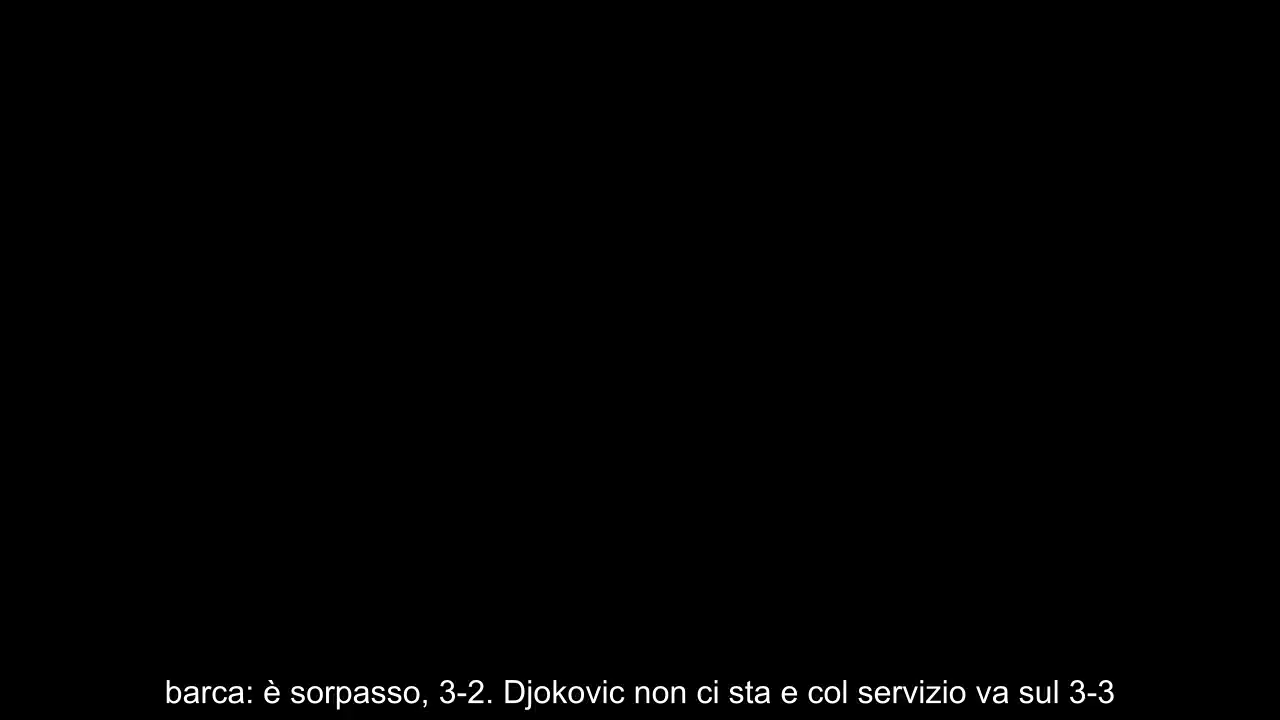 barca: è sorpasso, 3-2. Djokovic non ci sta e col servizio va sul 3-3